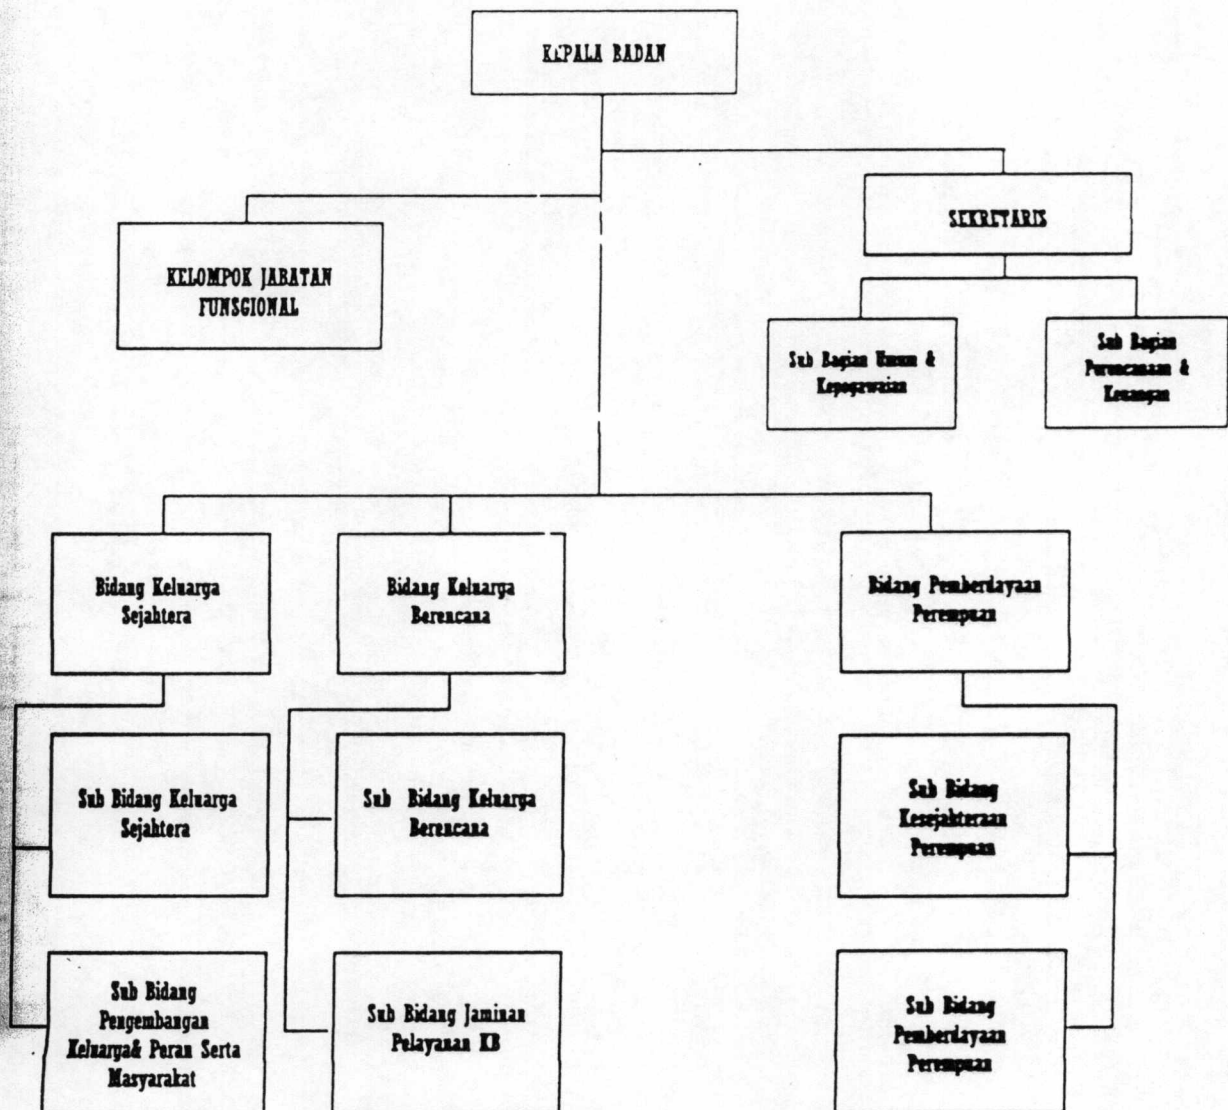 KEPALA BADAN
SEKRETARIS
KELOMPOK JABATAN
FUNSGIONAL
Sub Bagian Umum &
Kepegawaian
Sub Bagian
Perencanaan &
Keuangan
Bidang Keluarga
Sejahtera
Bidang Keluarga
Berencana
Bidang Pemberdayaan
Perempuan
Sub Bidang Keluarga
Sejahtera
Sub Bidang Keluarga
Berencana
Sub Bidang
Kesejahteraan
Perempuan
Sub Bidang
Pengembangan
Keluarga& Peran Serta
Masyarakat
Sub Bidang Jaminan
Pelayanan KB
Sub Bidang
Pemberdayaan
Perempuan